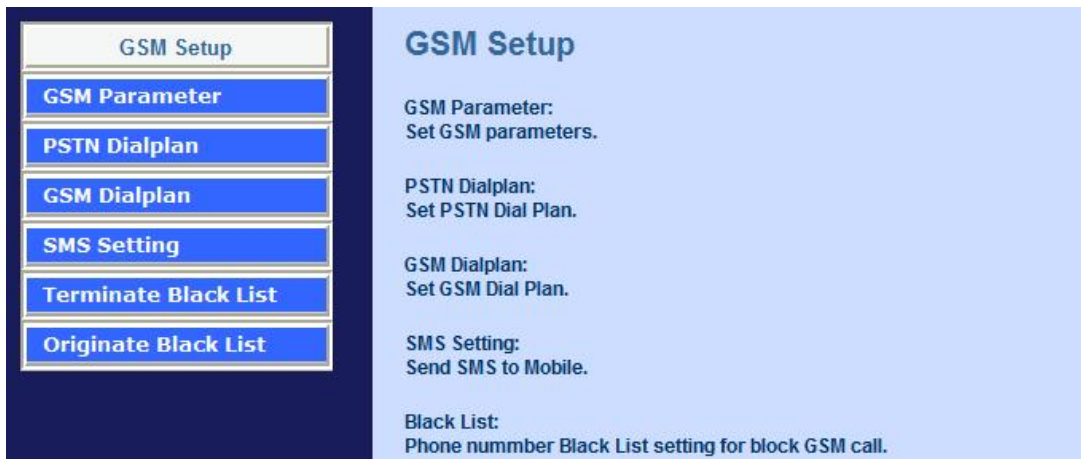 GSM Setup
GSM Parameter
PSTN Dialplan
GSM Dialplan
SMS Setting
Terminate Black List
Originate Black List
GSM Setup
GSM Parameter:
Set GSM parameters.
PSTN Dialplan:
Set PSTN Dial Plan.
GSM Dialplan:
Set GSM Dial Plan.
SMS Setting:
Send SMS to Mobile.
Black List:
Phone nummber Black List setting for block GSM call.